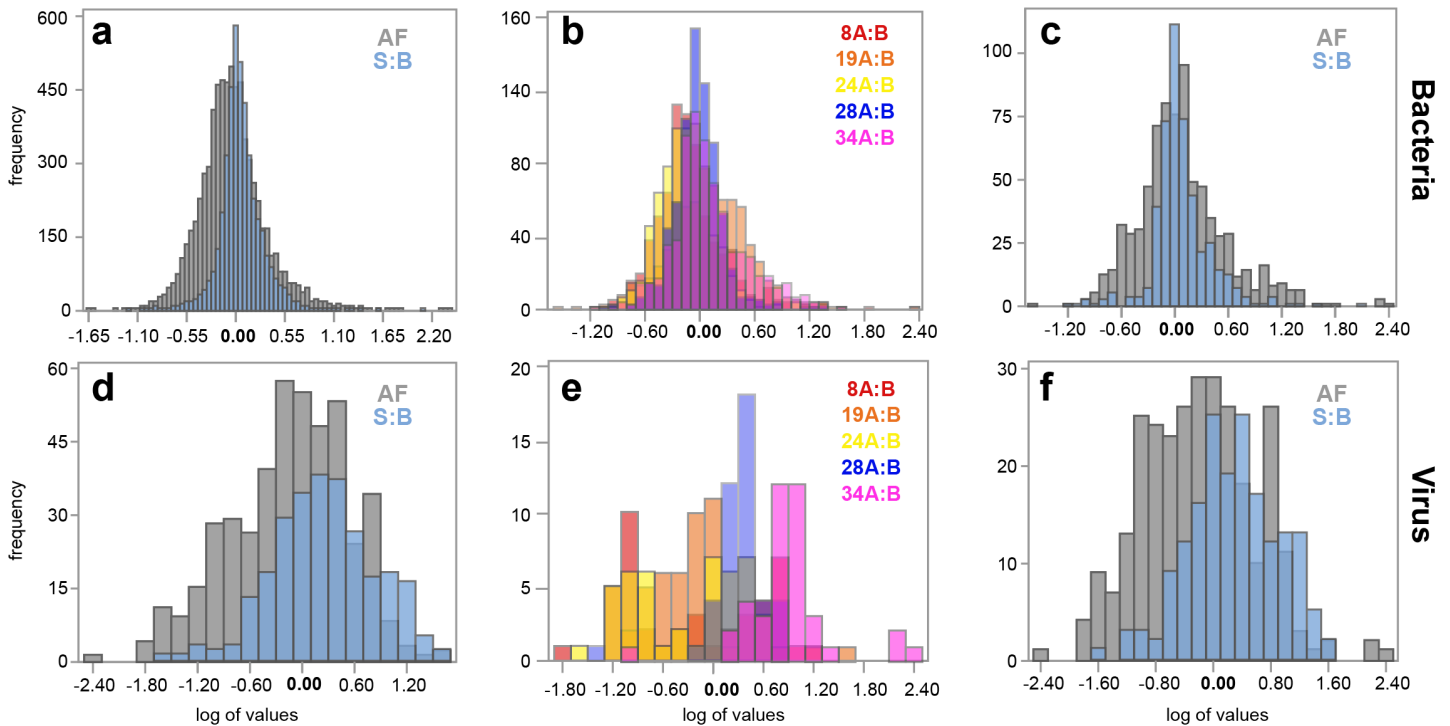 a
AF
S:B
600
450
300
150
0
frequency
-1.65 -1.10 -0.55 0.00 0.55 1.10 1.65 2.20
b
8A:B
19A:B
24A:B
28A:B
34A:B
160
140
80
40
0
-1.20 -0.60 0.00 0.60 1.20 2.40
c
AF
S:B
100
75
50
25
0
-1.20 -0.60 0.00 0.60 1.20 1.80 2.40
Bacteria
d
AF
S:B
60
45
30
15
0
frequency
-2.40 -1.80 -1.20 -0.60 0.00 0.60 1.20
log of values
e
8A:B
19A:B
24A:B
28A:B
34A:B
20
15
10
5
0
-1.80 -1.20 -0.60 0.00 0.60 1.20 1.80 2.40
log of values
f
AF
S:B
30
20
10
0
-2.40 -1.60 -0.80 0.00 0.80 1.60 2.40
log of values
Virus